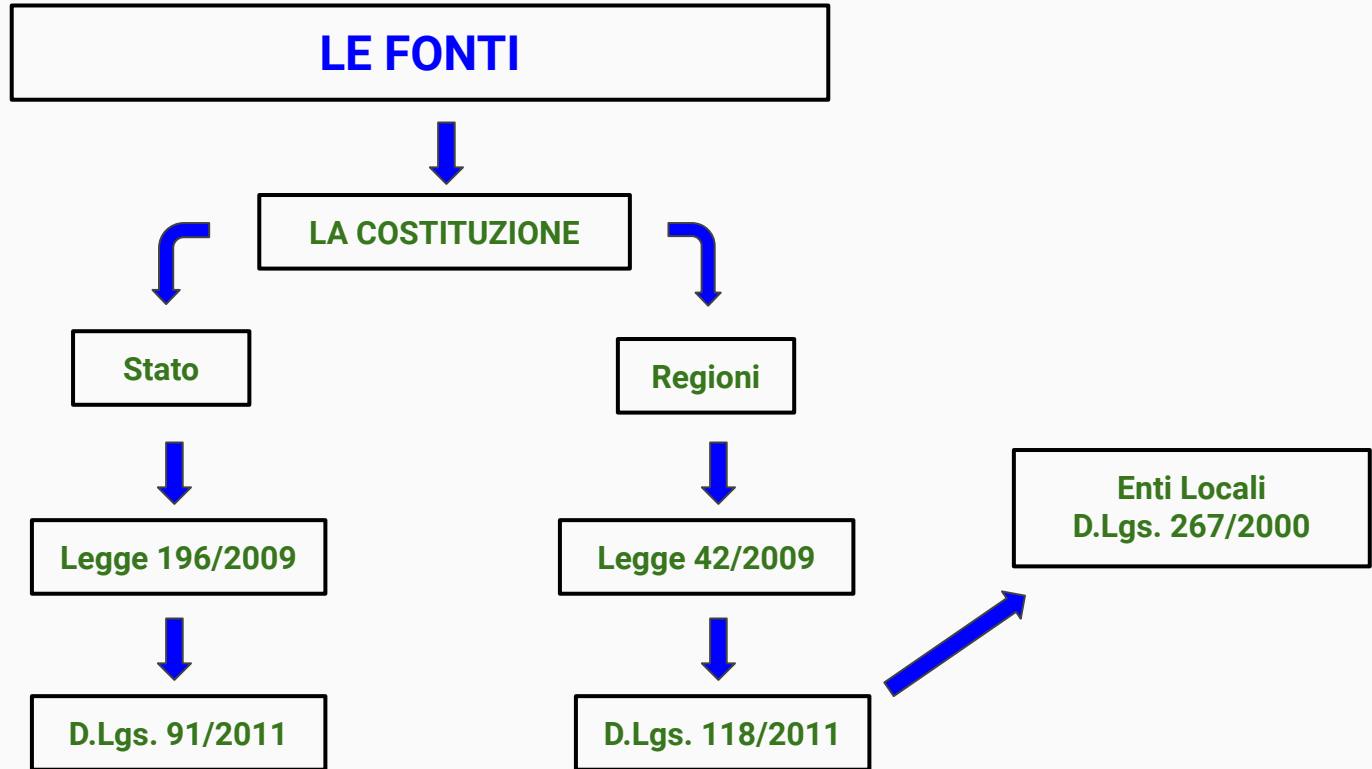 LE FONTI
LA COSTITUZIONE
Stato
Regioni
Enti Locali
D.Lgs. 267/2000
Legge 196/2009
Legge 42/2009
D.Lgs. 91/2011
D.Lgs. 118/2011